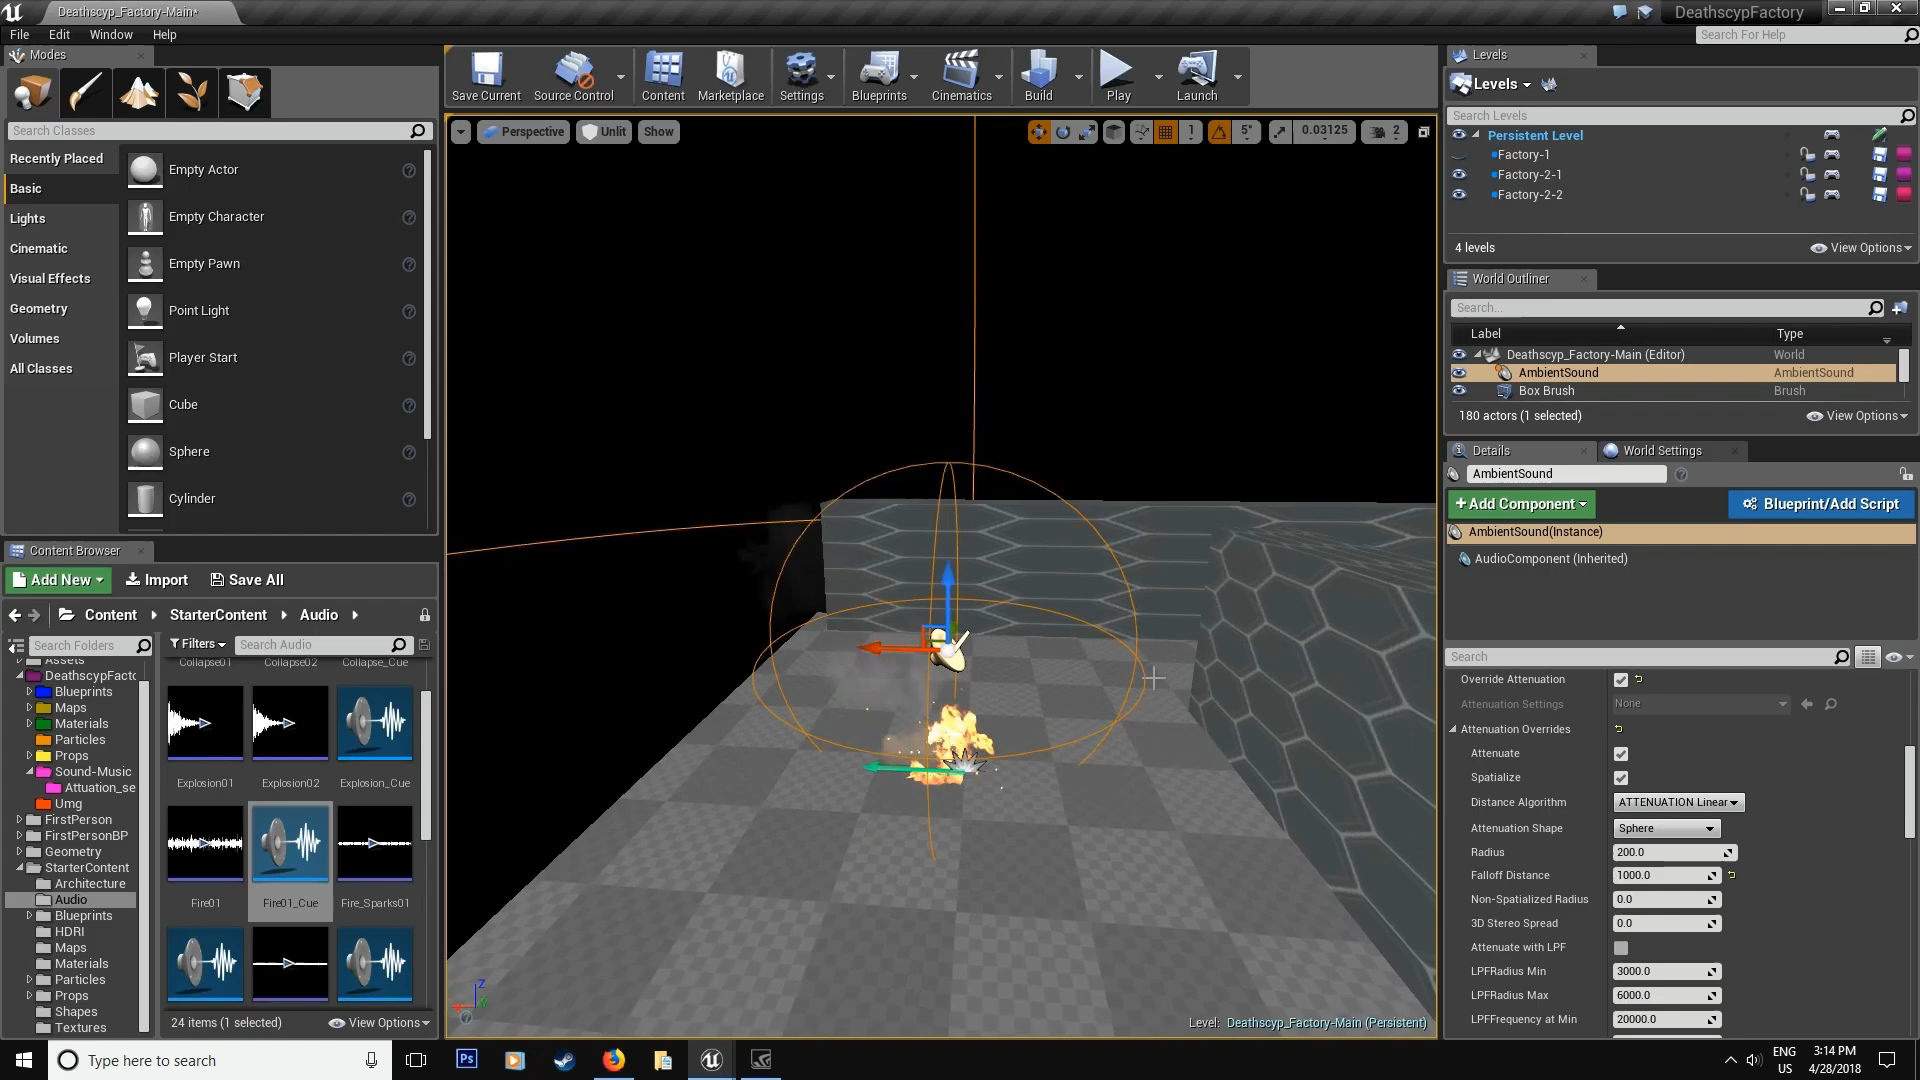 Deathscyp_Factory-Main*
DeathscypFactory
File Edit Window Help
Search For Help
Modes
Search Classes
Recently Placed
Basic
Lights
Cinematic
Visual Effects
Geometry
Volumes
All Classes
Empty Actor
Empty Character
Empty Pawn
Point Light
Player Start
Cube
Sphere
Cylinder
Save Current
Source Control
Content
Marketplace
Settings
Blueprints
Cinematics
Build
Play
Launch
Perspective
Unlit
Show
1
5°
0.03125
2
Level: Deathscyp_Factory-Main (Persistent)
Content Browser
Add New
Import
Save All
Content
StarterContent
Audio
Search Folders
Filters
Search Audio
Assets
DeathscypFactc
Blueprints
Maps
Materials
Particles
Props
Sound-Music
Attuation_se
Umg
FirstPerson
FirstPersonBP
Geometry
StarterContent
Architecture
Audio
Blueprints
HDRI
Maps
Materials
Particles
Props
Shapes
Textures
Collapse01
Collapse02
Collapse_Cue
Explosion01
Explosion02
Explosion_Cue
Fire01
Fire01_Cue
Fire_Sparks01
24 items (1 selected)
View Options
Levels
Levels
Search Levels
Persistent Level
Factory-1
Factory-2-1
Factory-2-2
4 levels
View Options
World Outliner
Search...
Label Type
Deathscyp_Factory-Main (Editor) World
AmbientSound AmbientSound
Box Brush Brush
180 actors (1 selected)
View Options
Details
World Settings
AmbientSound
+Add Component
Blueprint/Add Script
AmbientSound(Instance)
AudioComponent (Inherited)
Search
Override Attenuation
Attenuation Settings None
Attenuation Overrides
Attenuate
Spatialize
Distance Algorithm ATTENUATION Linear
Attenuation Shape Sphere
Radius 200.0
Falloff Distance 1000.0
Non-Spatialized Radius 0.0
3D Stereo Spread 0.0
Attenuate with LPF
LPFRadius Min 3000.0
LPFRadius Max 6000.0
LPFFrequency at Min 20000.0
Z
X
Y
Type here to search
Ps
ENG
US
3:14 PM
4/28/2018